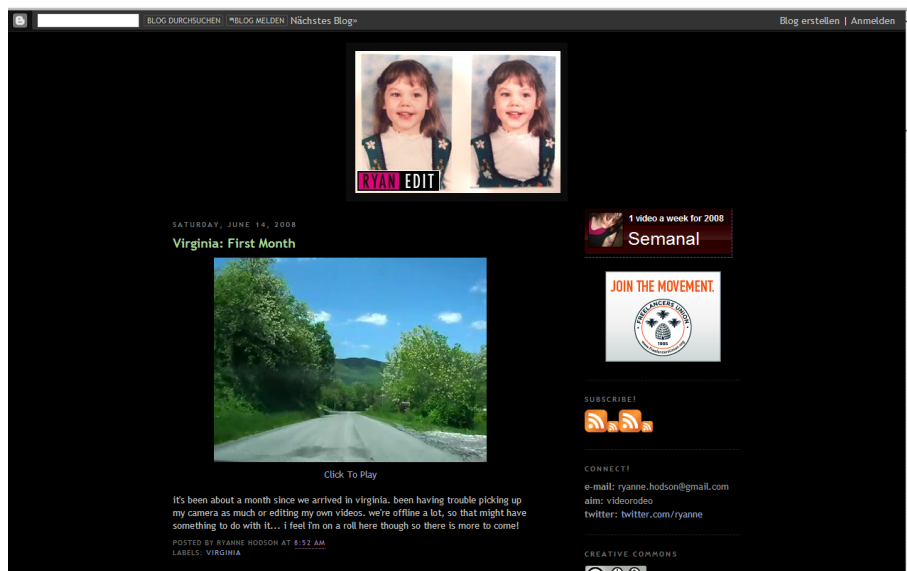 BLOG DURCHSUCHEN BLOG MELDEN Nächstes Blog» Blog erstellen | Anmelden
RYAN EDIT
SATURDAY, JUNE 14, 2008
Virginia: First Month
Click To Play
it's been about a month since we arrived in virginia. been having trouble picking up
my camera as much or editing my own videos. we're offline a lot, so that might have
something to do with it... i feel i'm on a roll here though so there is more to come!
POSTED BY RYANNE HODSON AT 8:52 AM
LABELS: VIRGINIA
1 video a week for 2008
Semanal
JOIN THE MOVEMENT.
FREELANCERS UNION
1995
www.freelancersunion.org
SUBSCRIBE!
CONNECT!
e-mail: ryanne.hodson@gmail.com
aim: videorodeo
twitter: twitter.com/ryanne
CREATIVE COMMONS